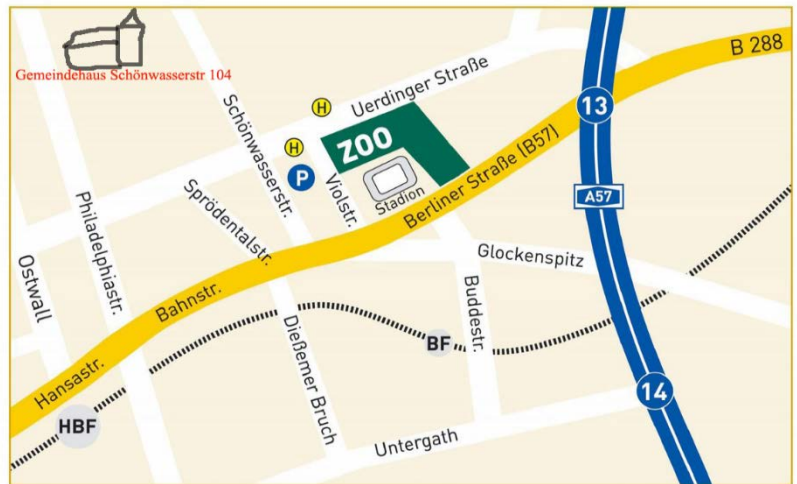 B 288
Gemeindehaus Schönwasserstr 104
Uerdinger Straße
13
Schönwasserstr.
H
ZOO
H
P
Violstr.
Stadion
Berliner Straße (B57)
A57
Philadelphiastr.
Sprödentalstr.
Glockenspitz
Ostwall
Bahnstr.
Buddestr.
BF
Dießemer Bruch
Hansastr.
14
HBF
Untergath